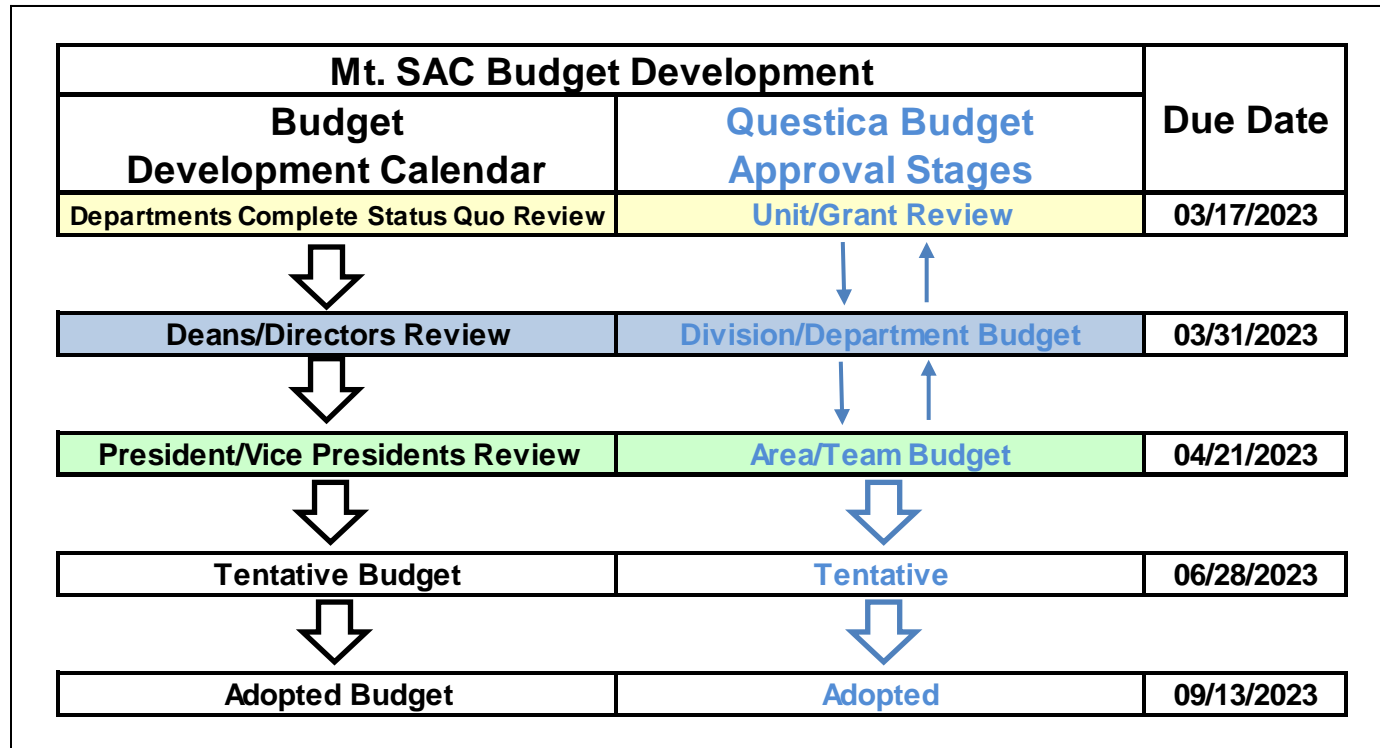 Mt. SAC Budget Development
Budget
Development Calendar
Questica Budget
Approval Stages
Due Date
Departments Complete Status Quo Review
Unit/Grant Review
03/17/2023
Deans/Directors Review
Division/Department Budget
03/31/2023
President/Vice Presidents Review
Area/Team Budget
04/21/2023
Tentative Budget
Tentative
06/28/2023
Adopted Budget
Adopted
09/13/2023